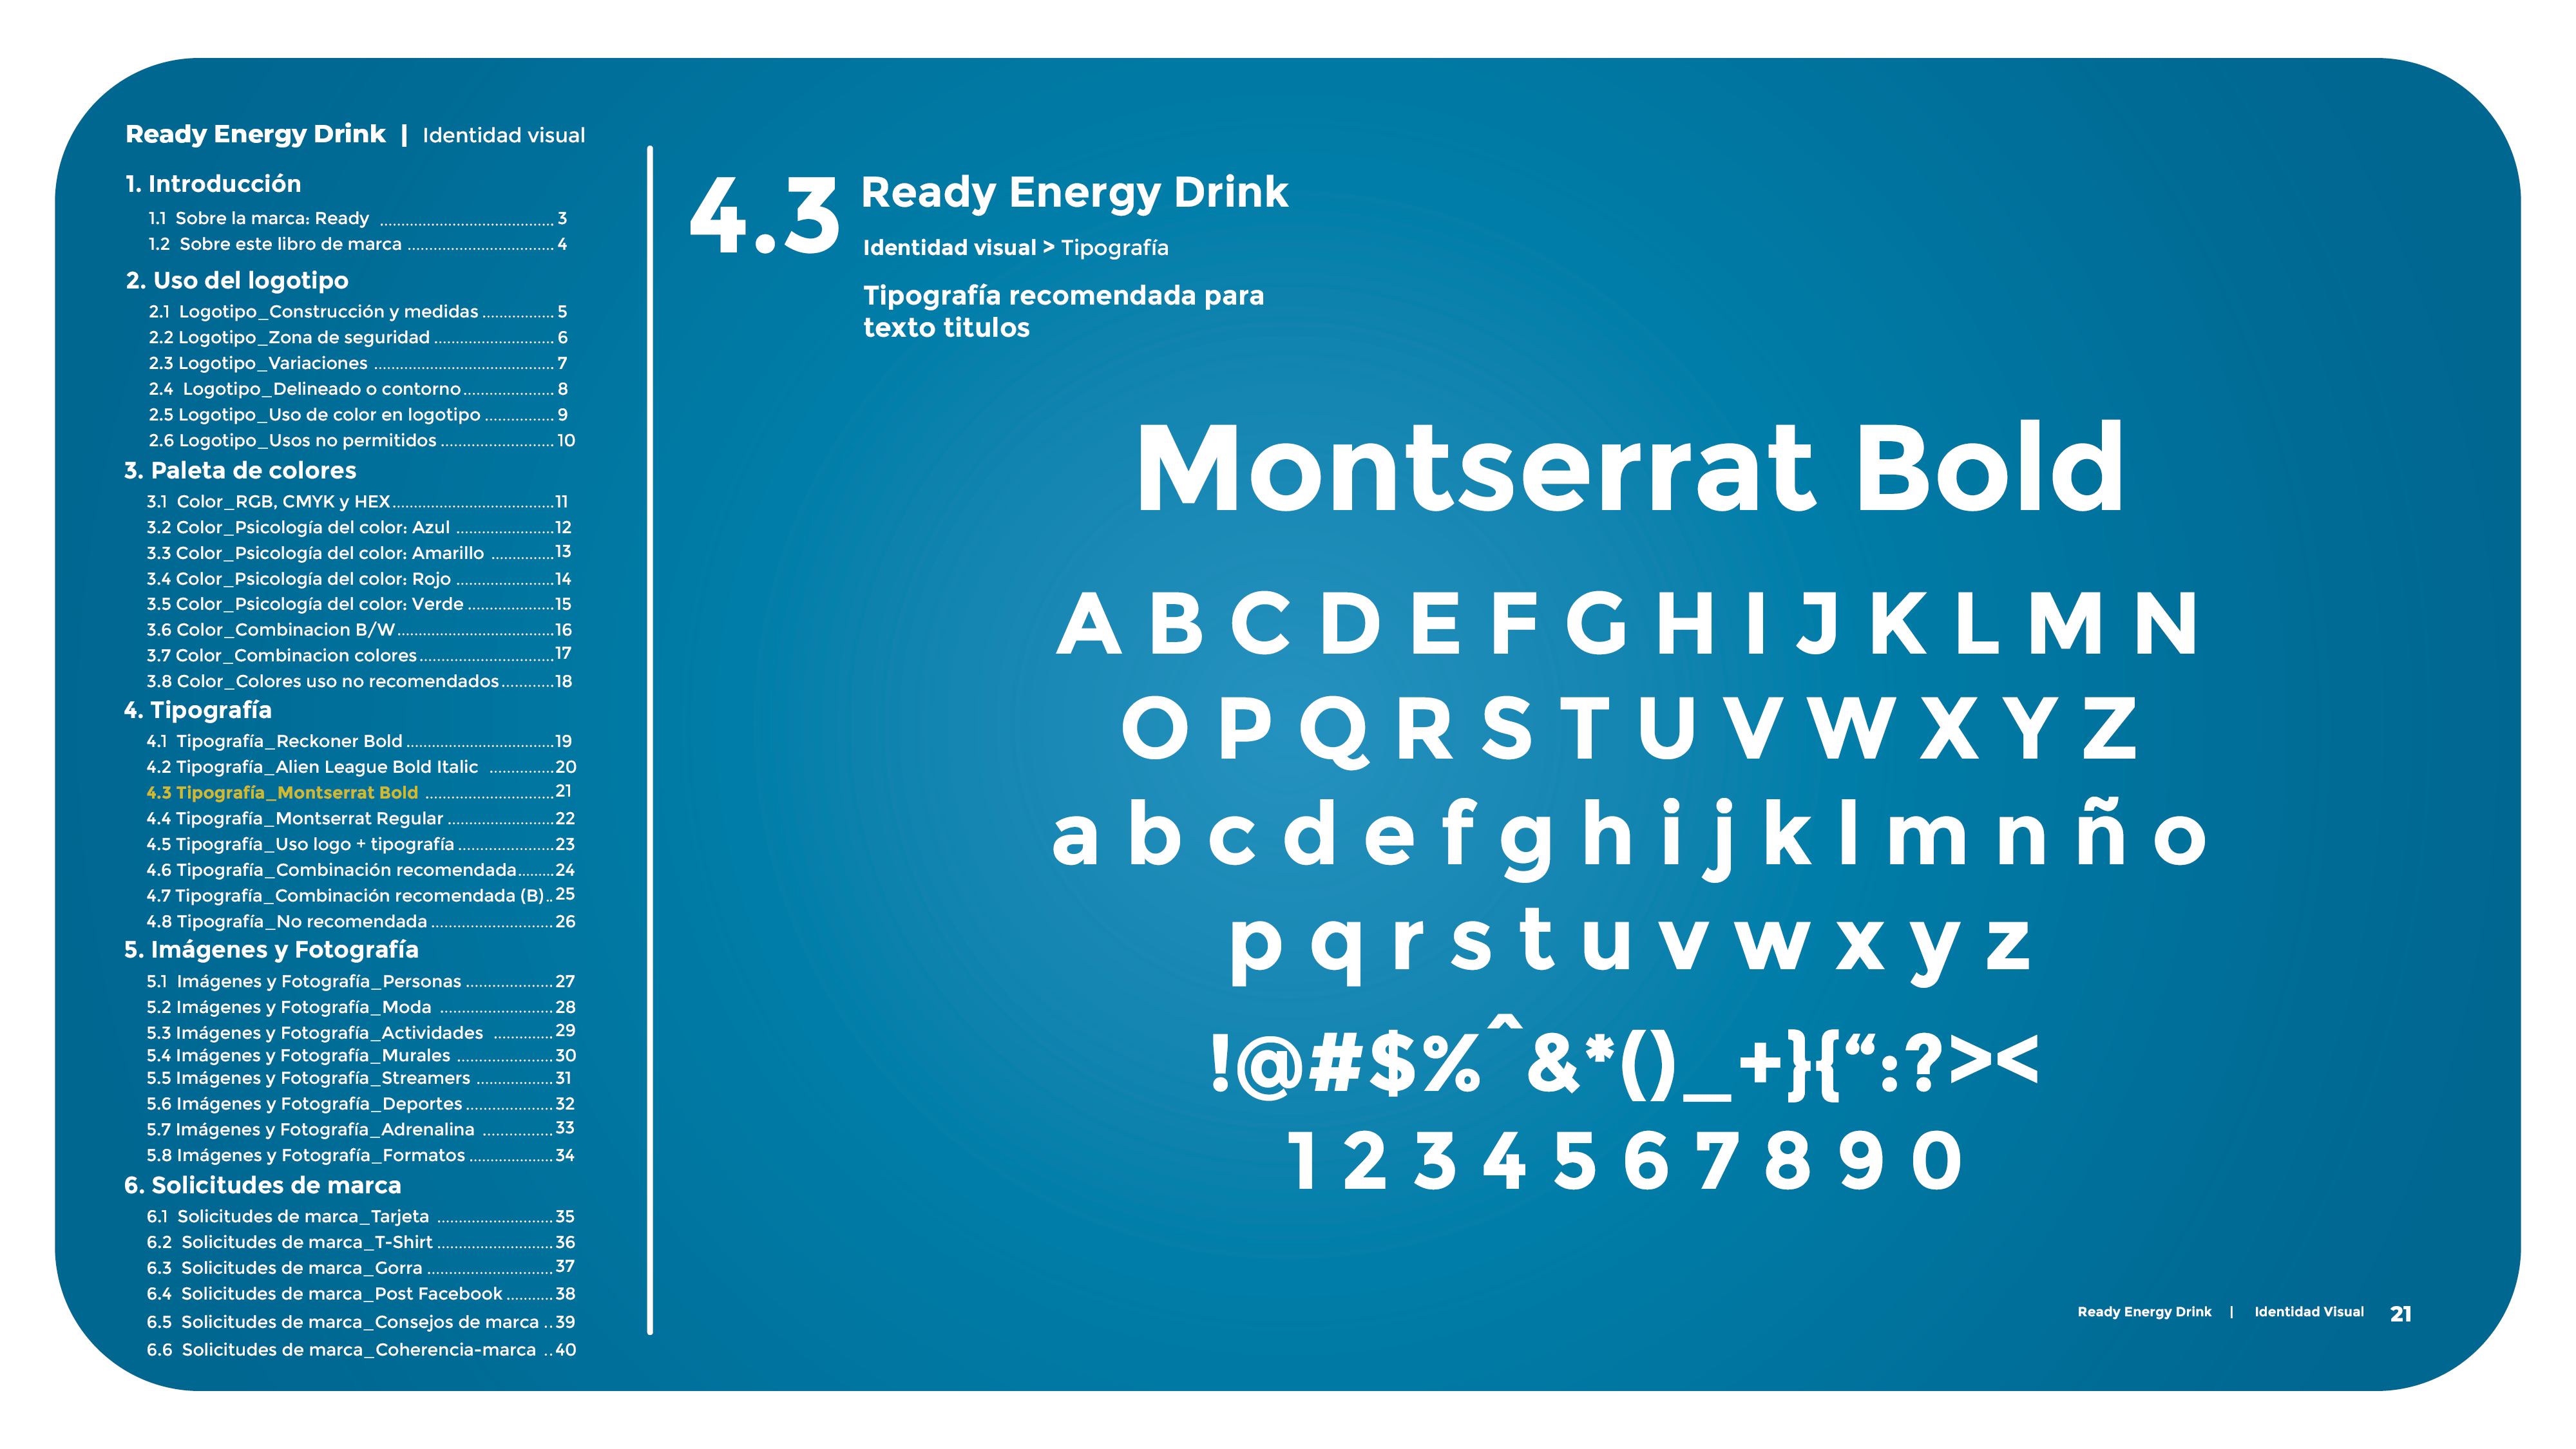 Ready Energy Drink | Identidad visual
1. Introducción
1.1 Sobre la marca: Ready ........................................ 3
1.2 Sobre este libro de marca .................................. 4
2. Uso del logotipo
2.1 Logotipo_Construcción y medidas ................ 5
2.2 Logotipo_Zona de seguridad ........................... 6
2.3 Logotipo_Variaciones ......................................... 7
2.4 Logotipo_Delineado o contorno..................... 8
2.5 Logotipo_Uso de color en logotipo ................ 9
2.6 Logotipo_Usos no permitidos .......................... 10
3. Paleta de colores
3.1 Color_RGB, CMYK y HEX.....................................11
3.2 Color_Psicología del color: Azul ......................12
3.3 Color_Psicología del color: Amarillo ..............13
3.4 Color_Psicología del color: Rojo ......................14
3.5 Color_Psicología del color: Verde ....................15
3.6 Color_Combinacion B/W....................................16
3.7 Color_Combinacion colores...............................17
3.8 Color_Colores uso no recomendados............18
4. Tipografía
4.1 Tipografía_Reckoner Bold ..................................19
4.2 Tipografía_Alien League Bold Italic ...............20
4.3 Tipografía_Montserrat Bold .............................21
4.4 Tipografía_Montserrat Regular ........................22
4.5 Tipografía_Uso logo + tipografía ......................23
4.6 Tipografía_Combinación recomendada.........24
4.7 Tipografía_Combinación recomendada (B)..25
4.8 Tipografía_No recomendada ............................26
5. Imágenes y Fotografía
5.1 Imágenes y Fotografía_Personas ....................27
5.2 Imágenes y Fotografía_Moda ..........................28
5.3 Imágenes y Fotografía_Actividades ..............29
5.4 Imágenes y Fotografía_Murales ......................30
5.5 Imágenes y Fotografía_Streamers .................31
5.6 Imágenes y Fotografía_Deportes....................32
5.7 Imágenes y Fotografía_Adrenalina ................33
5.8 Imágenes y Fotografía_Formatos ...................34
6. Solicitudes de marca
6.1 Solicitudes de marca_Tarjeta ..........................35
6.2 Solicitudes de marca_T-Shirt ..........................36
6.3 Solicitudes de marca_Gorra ............................37
6.4 Solicitudes de marca_Post Facebook ...........38
6.5 Solicitudes de marca_Consejos de marca ..39
6.6 Solicitudes de marca_Coherencia-marca ..40
4.3 Ready Energy Drink
Identidad visual > Tipografía
Tipografía recomendada para
texto titulos
Montserrat Bold
A B C D E F G H I J K L M N
O P Q R S T U V W X Y Z
a b c d e f g h i j k l m n ñ o
p q r s t u v w x y z
!@#$%^&*()_+}{“:?><
1 2 3 4 5 6 7 8 9 0
Ready Energy Drink | Identidad Visual 21